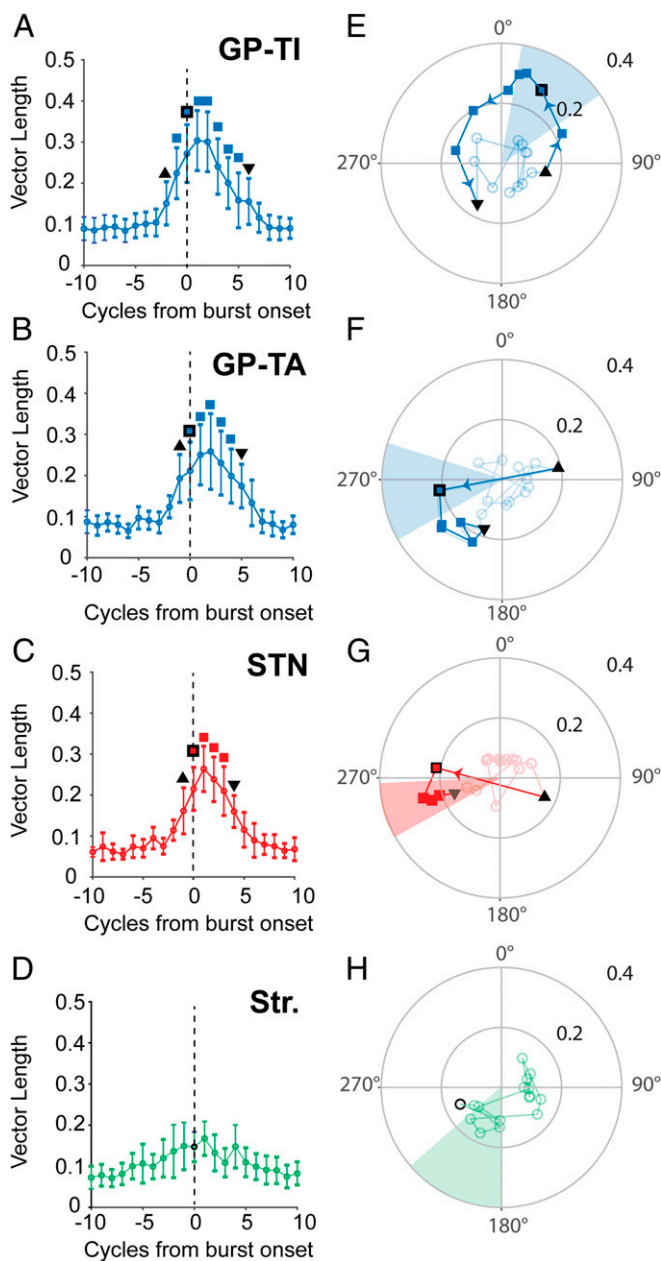 A
GP-TI
Vector Length
0.5
0.4
0.3
0.2
0.1
0
-10 -5 0 5 10
Cycles from burst onset
E
0°
0.4
0.2
270°
90°
180°
B
GP-TA
Vector Length
0.5
0.4
0.3
0.2
0.1
0
-10 -5 0 5 10
Cycles from burst onset
F
0°
0.4
0.2
270°
90°
180°
C
STN
Vector Length
0.5
0.4
0.3
0.2
0.1
0
-10 -5 0 5 10
Cycles from burst onset
G
0°
0.4
0.2
270°
90°
180°
D
Str.
Vector Length
0.5
0.4
0.3
0.2
0.1
0
-10 -5 0 5 10
Cycles from burst onset
H
0°
0.4
0.2
270°
90°
180°